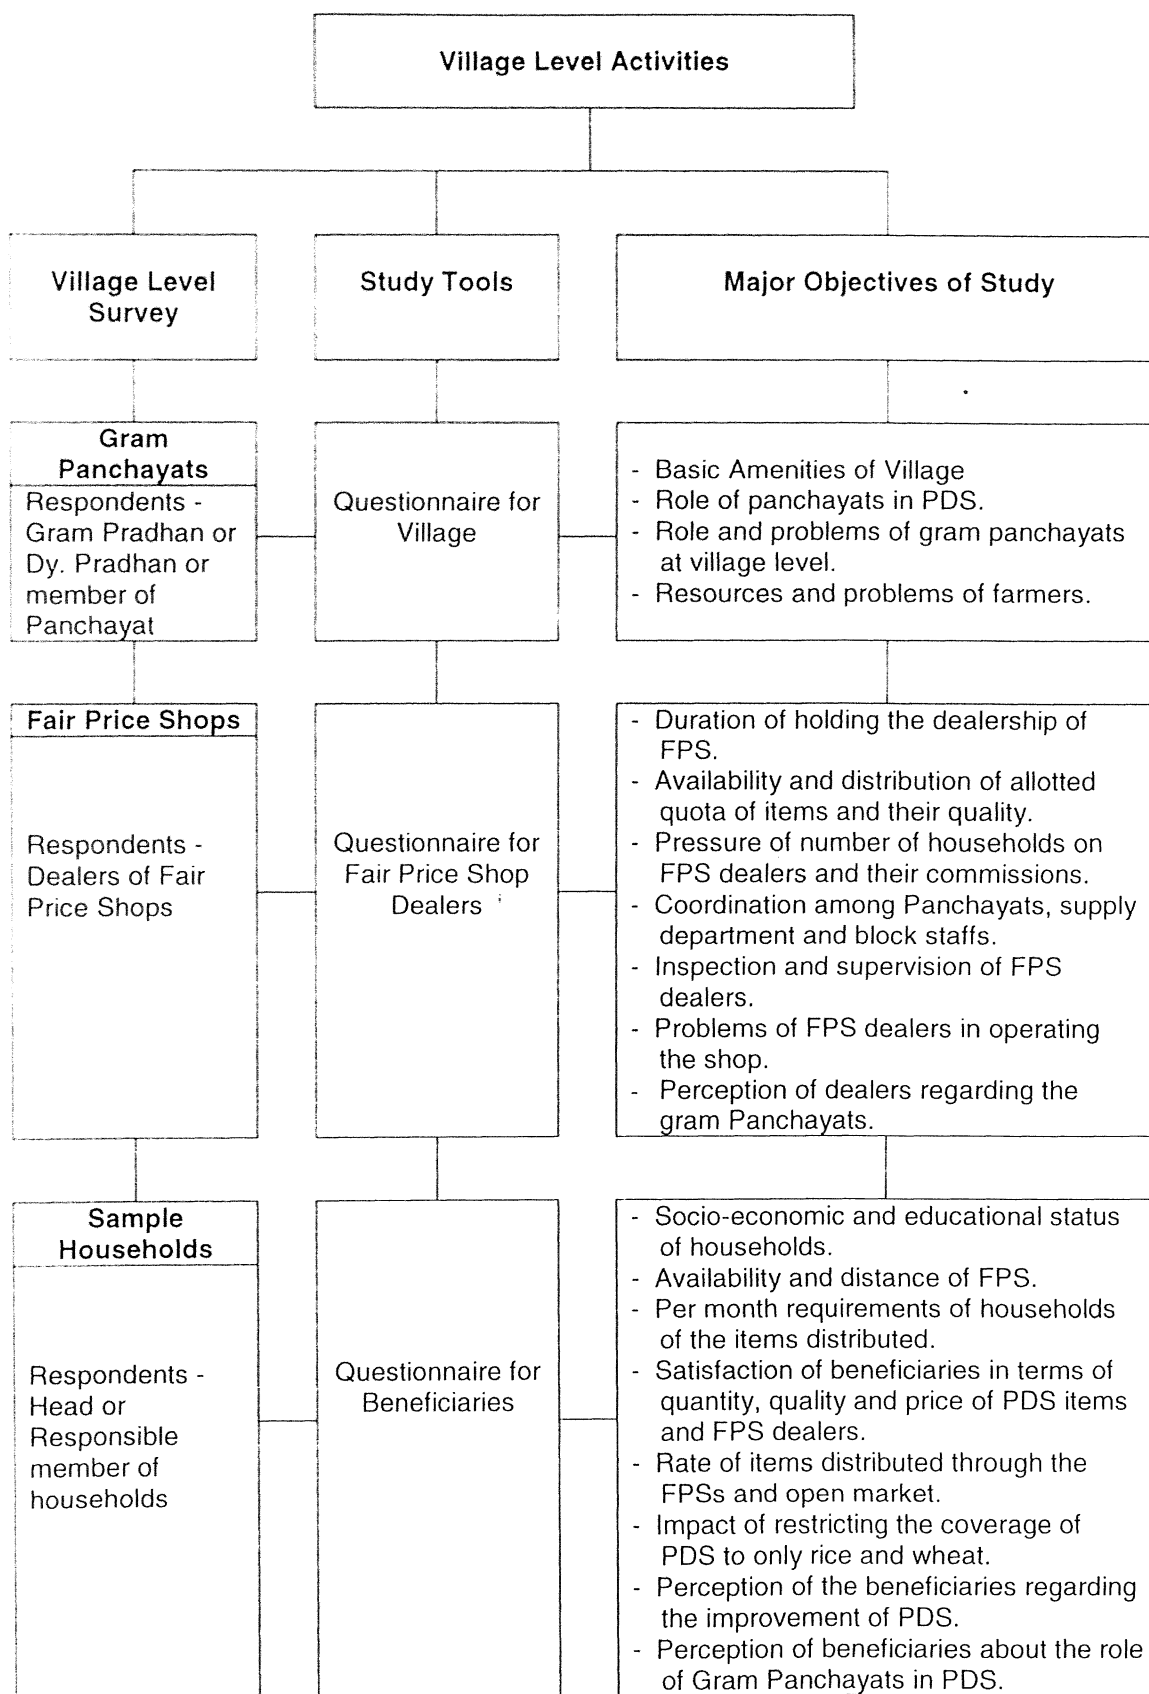 Village Level Activities
Village Level
Survey
Study Tools
Major Objectives of Study
Gram
Panchayats
Respondents -
Gram Pradhan or
Dy. Pradhan or
member of
Panchayat
Questionnaire for
Village
- Basic Amenities of Village
- Role of panchayats in PDS.
- Role and problems of gram panchayats
at village level.
- Resources and problems of farmers.
Fair Price Shops
Respondents -
Dealers of Fair
Price Shops
Questionnaire for
Fair Price Shop
Dealers
- Duration of holding the dealership of
FPS.
- Availability and distribution of allotted
quota of items and their quality.
- Pressure of number of households on
FPS dealers and their commissions.
- Coordination among Panchayats, supply
department and block staffs.
- Inspection and supervision of FPS
dealers.
- Problems of FPS dealers in operating
the shop.
- Perception of dealers regarding the
gram Panchayats.
Sample
Households
Respondents -
Head or
Responsible
member of
households
Questionnaire for
Beneficiaries
- Socio-economic and educational status
of households.
- Availability and distance of FPS.
- Per month requirements of households
of the items distributed.
- Satisfaction of beneficiaries in terms of
quantity, quality and price of PDS items
and FPS dealers.
- Rate of items distributed through the
FPSs and open market.
- Impact of restricting the coverage of
PDS to only rice and wheat.
- Perception of the beneficiaries regarding
the improvement of PDS.
- Perception of beneficiaries about the role
of Gram Panchayats in PDS.